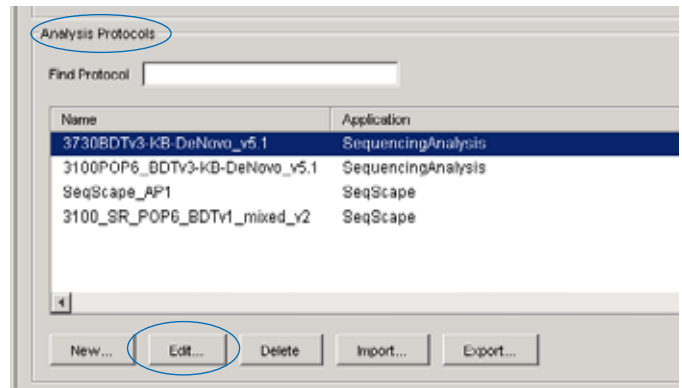 Analysis Protocols
Find Protocol
Name Application
3730BDTv3-KB-DeNovo_v5.1 SequencingAnalysis
3100POP6_BDTv3-KB-DeNovo_v5.1 SequencingAnalysis
SeqScape_AP1 SeqScape
3100_SR_POP6_BDTv1_mixed_v2 SeqScape
New... Edit... Delete Import... Export...